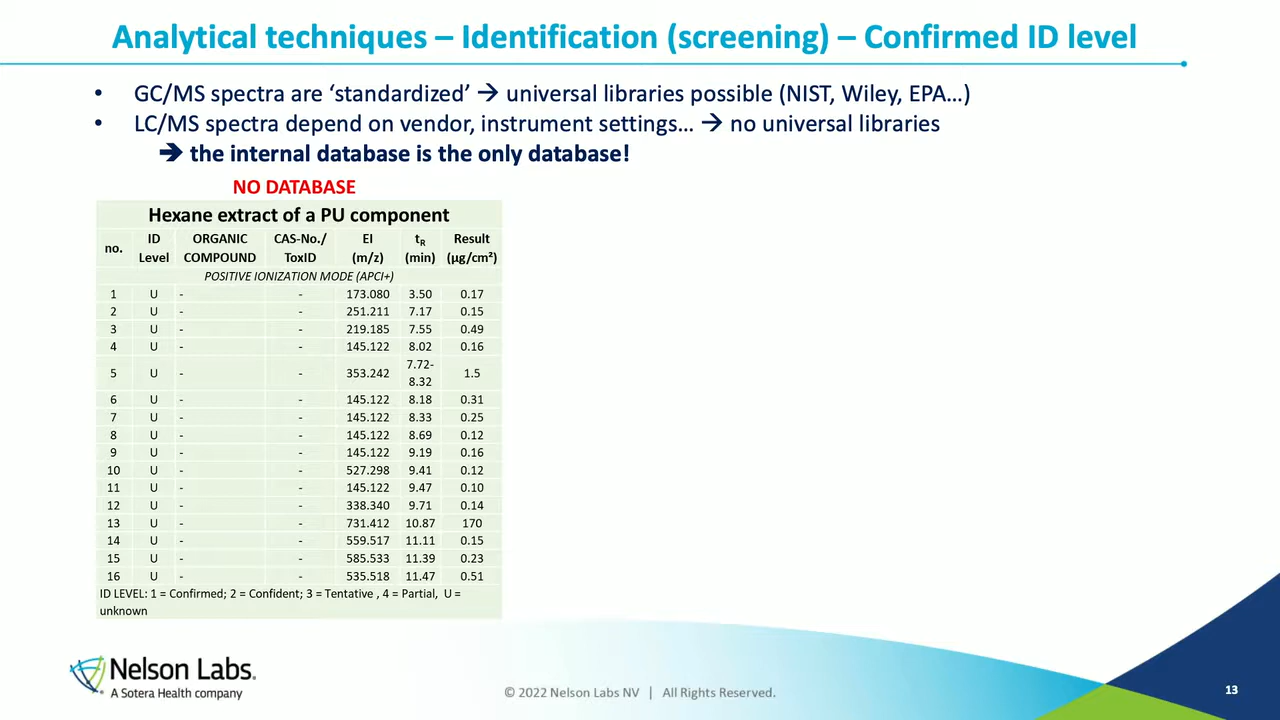 Analytical techniques – Identification (screening) – Confirmed ID level
• GC/MS spectra are ‘standardized’ → universal libraries possible (NIST, Wiley, EPA…)
• LC/MS spectra depend on vendor, instrument settings… → no universal libraries
→ the internal database is the only database!
NO DATABASE
Hexane extract of a PU component
no. ID Level ORGANIC COMPOUND CAS-No./ ToxID EI (m/z) tR (min) Result (µg/cm²)
POSITIVE IONIZATION MODE (APCI+)
1 U - - 173.080 3.50 0.17
2 U - - 251.211 7.17 0.15
3 U - - 219.185 7.55 0.49
4 U - - 145.122 8.02 0.16
5 U - - 353.242 7.72-8.32 1.5
6 U - - 145.122 8.18 0.31
7 U - - 145.122 8.33 0.25
8 U - - 145.122 8.69 0.12
9 U - - 145.122 9.19 0.16
10 U - - 527.298 9.41 0.12
11 U - - 145.122 9.47 0.10
12 U - - 338.340 9.71 0.14
13 U - - 731.412 10.87 170
14 U - - 559.517 11.11 0.15
15 U - - 585.533 11.39 0.23
16 U - - 535.518 11.47 0.51
ID LEVEL: 1 = Confirmed; 2 = Confident; 3 = Tentative , 4 = Partial, U =
unknown
Nelson Labs.
A Sotera Health company
© 2022 Nelson Labs NV | All Rights Reserved.
13